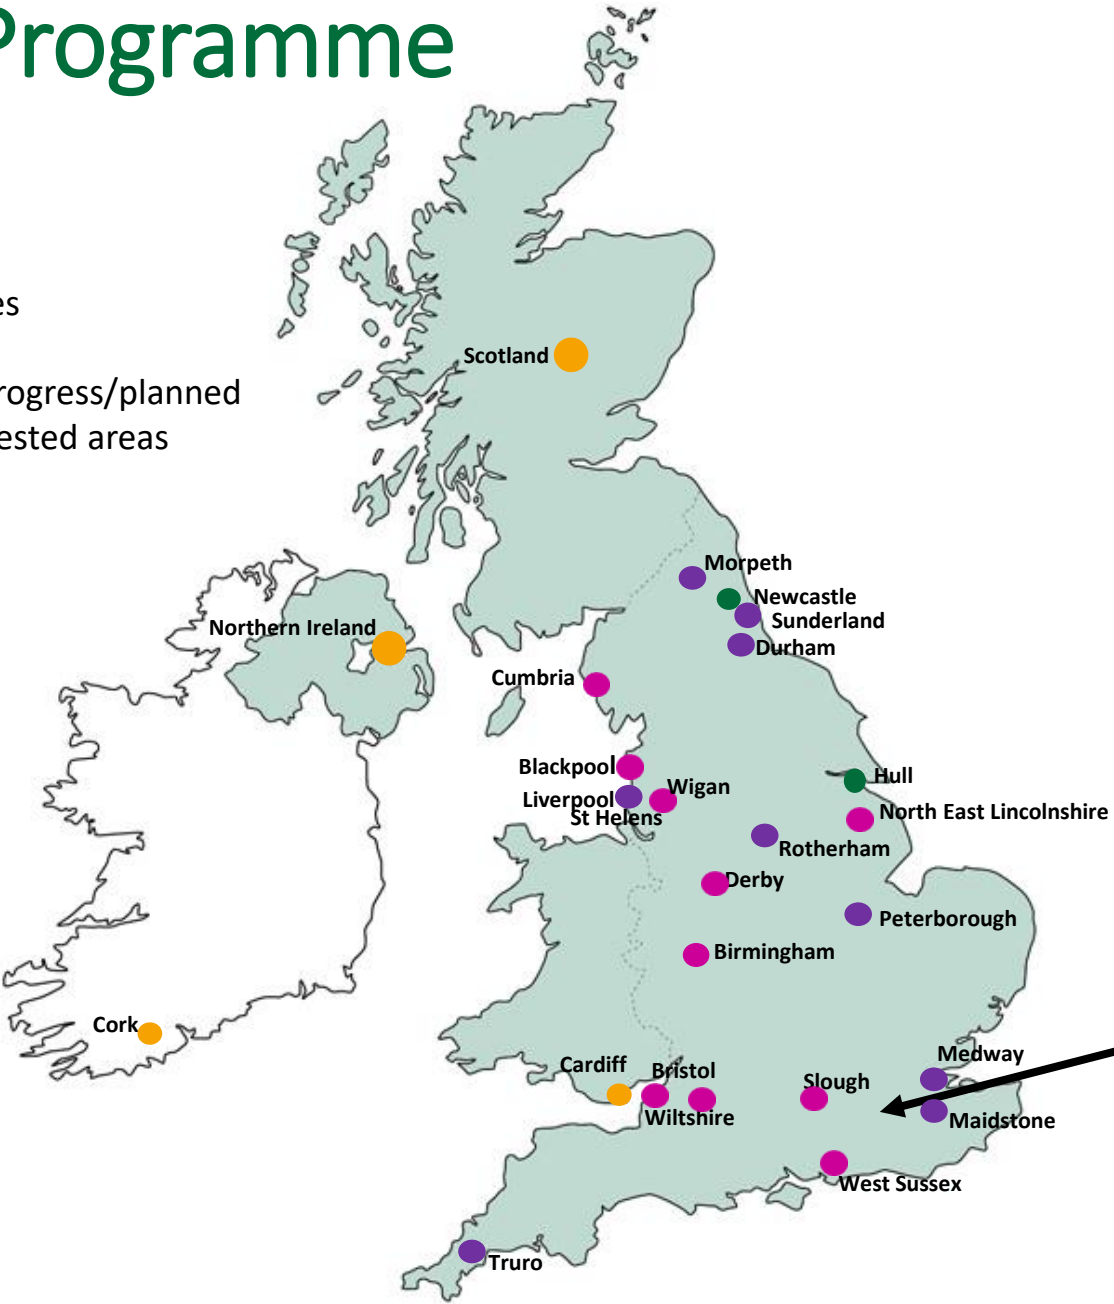 Programme
es
rogress/planned
ested areas
Scotland
Morpeth
Newcastle
Sunderland
Durham
Northern Ireland
Cumbria
Blackpool
Wigan
Liverpool
St Helens
Hull
North East Lincolnshire
Rotherham
Derby
Peterborough
Birmingham
Cork
Cardiff
Bristol
Wiltshire
Slough
Medway
Maidstone
West Sussex
Truro